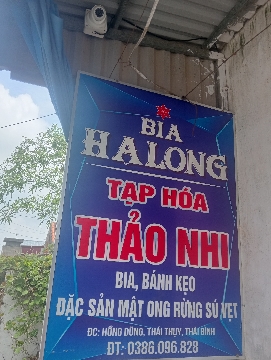 BIA
HALONG
TẠP HÓA
THẢO NHI
BIA, BÁNH KẸO
ĐẶC SẢN MẬT ONG RỪNG SÚ VẸT
ĐC: HỒNG DŨNG, THÁI THỤY, THÁI BÌNH
ĐT: 0386.096.828